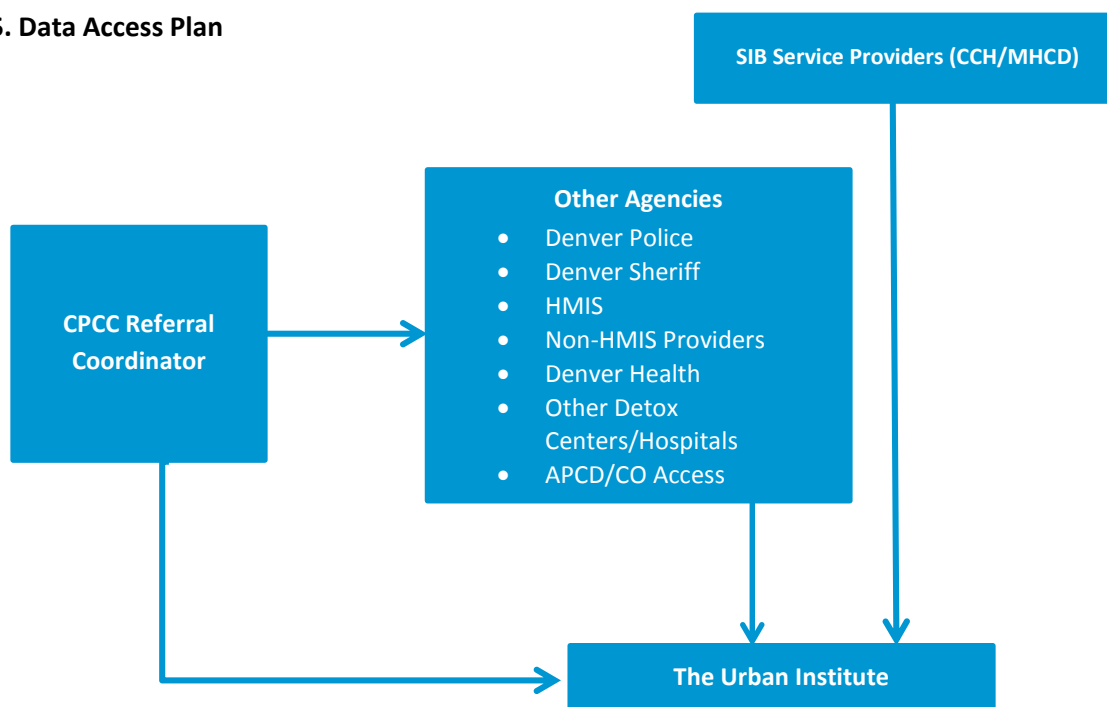 5. Data Access Plan
SIB Service Providers (CCH/MHCD)
Other Agencies
• Denver Police
• Denver Sheriff
• HMIS
• Non-HMIS Providers
• Denver Health
• Other Detox
Centers/Hospitals
• APCD/CO Access
CPCC Referral
Coordinator
The Urban Institute